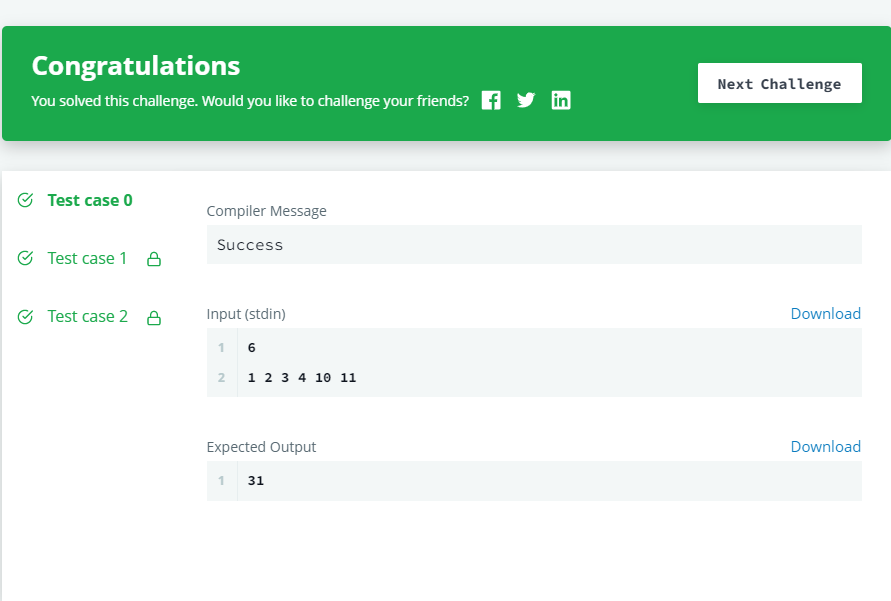 Congratulations
You solved this challenge. Would you like to challenge your friends?
Next Challenge
Test case 0
Test case 1
Test case 2
Compiler Message
Success
Input (stdin)
Download
1 6
2 1 2 3 4 10 11
Expected Output
Download
1 31